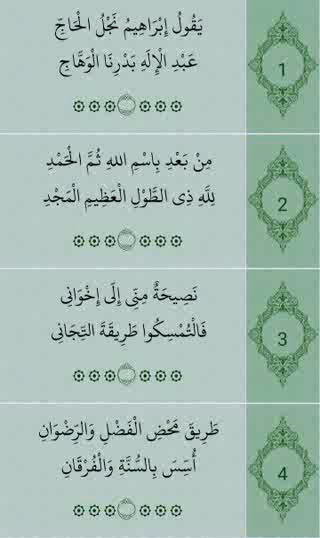 يَقُولُ إِبْرَاهِيمُ نَجْلُ الْحَاجِّ
عَبْدِ الْإِلَهِ بَدْرِنَا الْوَهَّاجِ
1
مِنْ بَعْدِ بِاسْمِ اللهِ ثُمَّ الْحَمْدِ
لِلَّهِ ذِى الطَّوْلِ الْعَظِيمِ الْمَجْدِ
2
نَصِيحَةٌ مِنِّى إِلَى إِخْوَانِى
فَالْتُمْسِكُوا طَرِيقَةَ التِّجَانِى
3
طَرِيقَ مَحْضِ الْفَضْلِ وَالرِّضْوَانِ
أُسِّسَ بِالسُّنَّةِ وَالْفُرْقَانِ
4